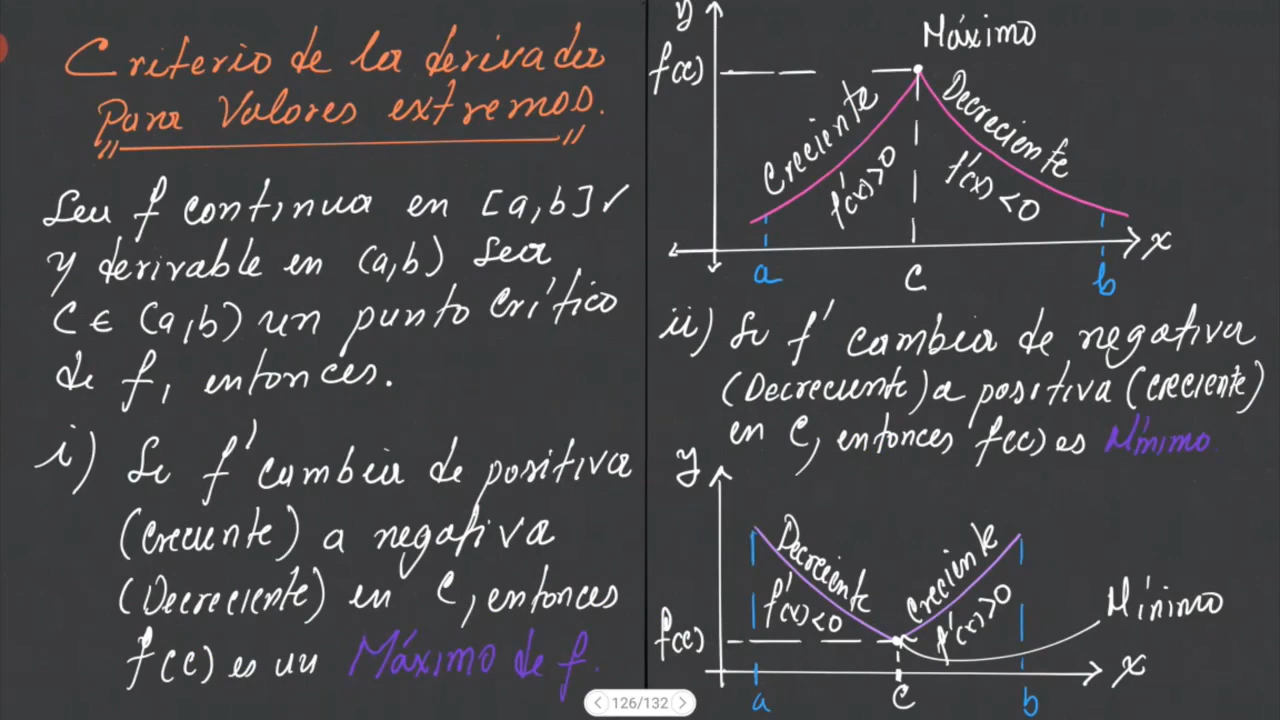 Criterio de la derivada
Para Valores extremos.
Sea f continua en [a,b] ✓
y derivable en (a,b) Sea
C ∈ (a,b) un punto crítico
de f, entonces.
i) Si f' cambia de positiva
(creciente) a negativa
(Decreciente) en C, entonces
f(c) es un Máximo de f.
y
Máximo
f(c)
Creciente
f'(x)>0
Decreciente
f'(x)<0
x
a
C
b
ii) Si f' cambia de negativa
(Decreciente) a positiva (creciente)
en C, entonces f(c) es Mínimo
y
Decreciente
f'(x)<0
Creciente
f'(x)>0
Mínimo
f(c)
x
a
C
b
126/132